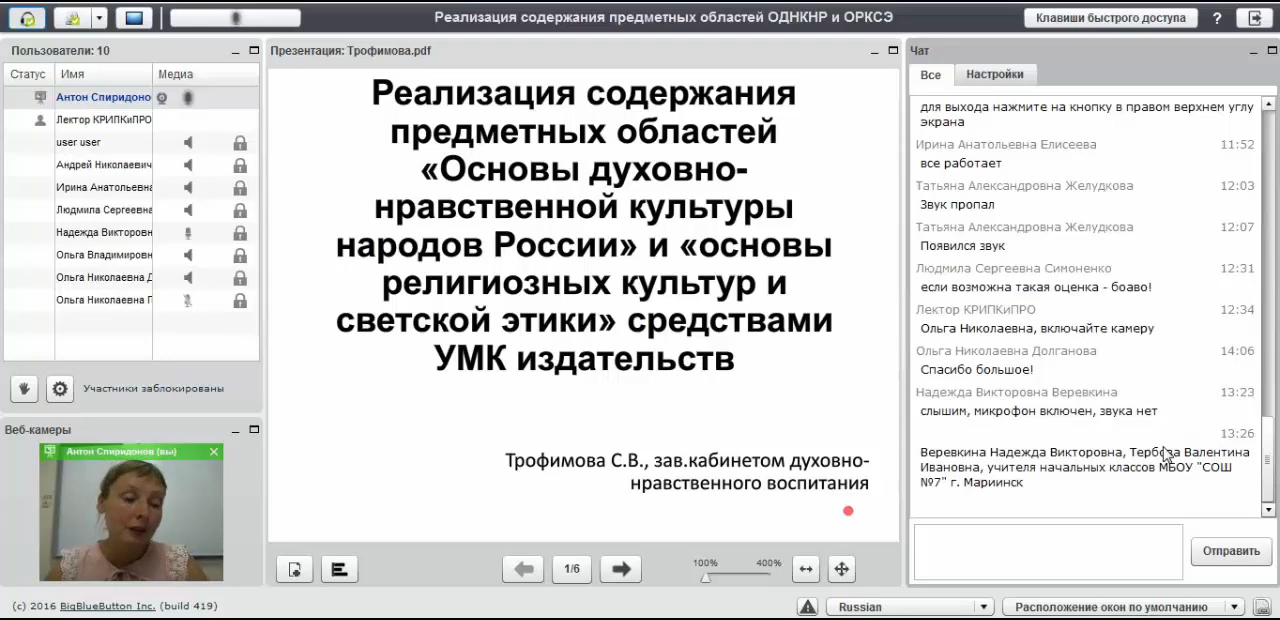 Реализация содержания предметных областей ОДНКНР и ОРКСЭ
Клавиши быстрого доступа
?
Пользователи: 10
Статус Имя Медиа
Антон Спиридоно
Лектор КРИПКиПРО
user user
Андрей Николаевич
Ирина Анатольевна
Людмила Сергеевна
Надежда Викторовн
Ольга Владимировн
Ольга Николаевна Д
Ольга Николаевна Г
Участники заблокированы
Веб-камеры
Антон Спиридонов (вы)
Презентация: Трофимова.pdf
Реализация содержания
предметных областей
«Основы духовно-
нравственной культуры
народов России» и «основы
религиозных культур и
светской этики» средствами
УМК издательств
Трофимова С.В., зав.кабинетом духовно-
нравственного воспитания
1/6
100% 400%
Чат
Все Настройки
для выхода нажмите на кнопку в правом верхнем углу
экрана
Ирина Анатольевна Елисеева 11:52
все работает
Татьяна Александровна Желудкова 12:03
Звук пропал
Татьяна Александровна Желудкова 12:07
Появился звук
Людмила Сергеевна Симоненко 12:31
если возможна такая оценка - боаво!
Лектор КРИПКиПРО 12:34
Ольга Николаевна, включайте камеру
Ольга Николаевна Долганова 14:06
Спасибо большое!
Надежда Викторовна Веревкина 13:23
слышим, микрофон включен, звука нет
13:26
Веревкина Надежда Викторовна, Валентина
Ивановна, учителя начальных классов МБОУ "СОШ
№7" г. Мариинск
Отправить
(c) 2016 BigBlueButton Inc. (build 419)
Russian
Расположение окон по умолчанию